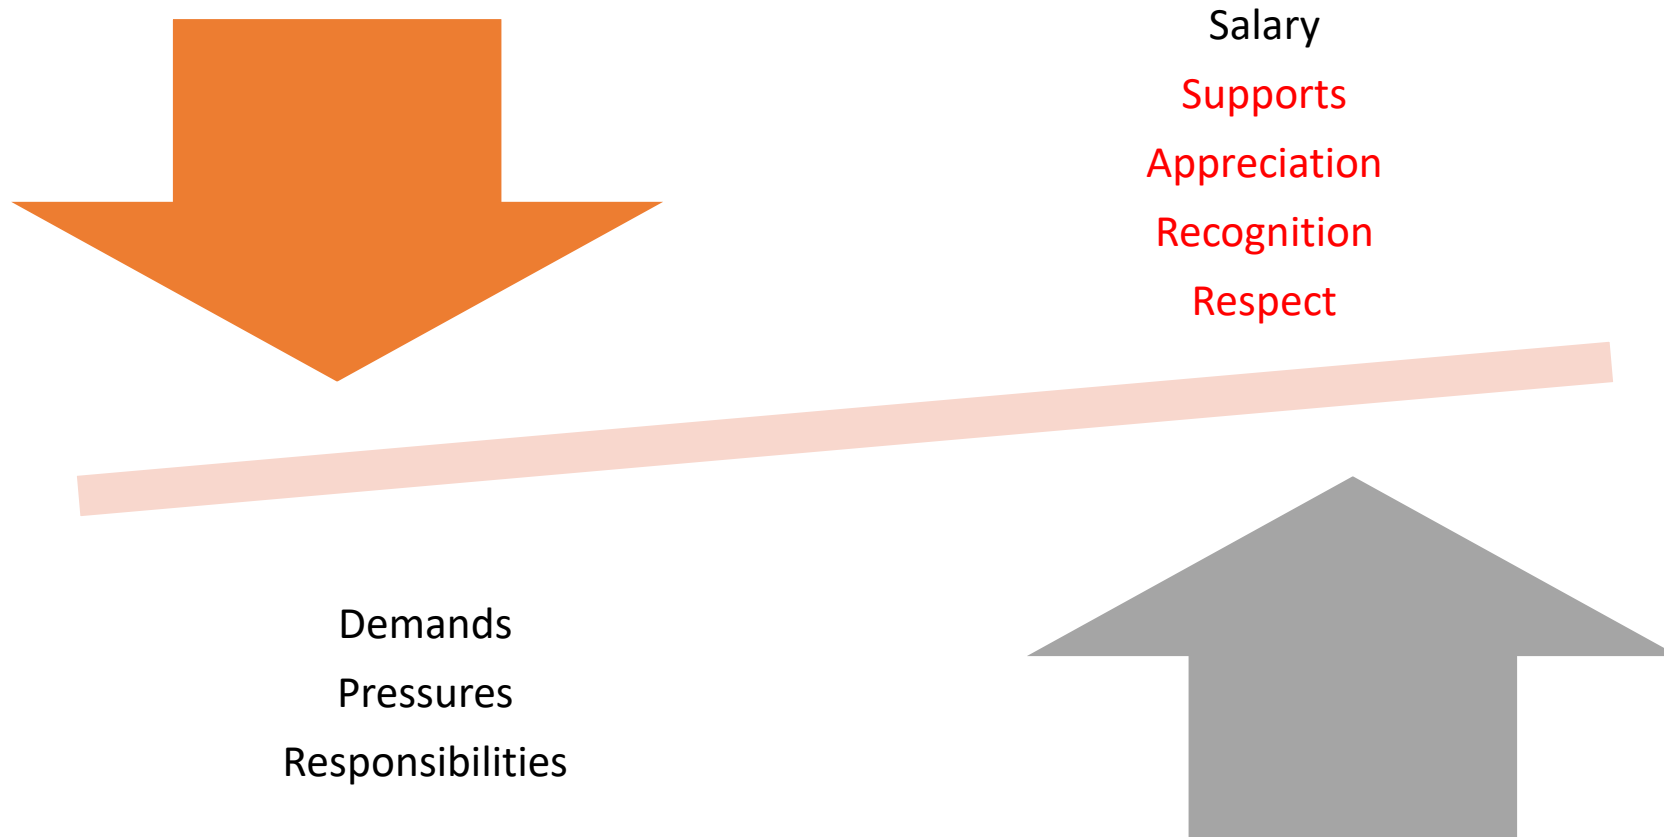 Salary
Supports
Appreciation
Recognition
Respect
Demands
Pressures
Responsibilities